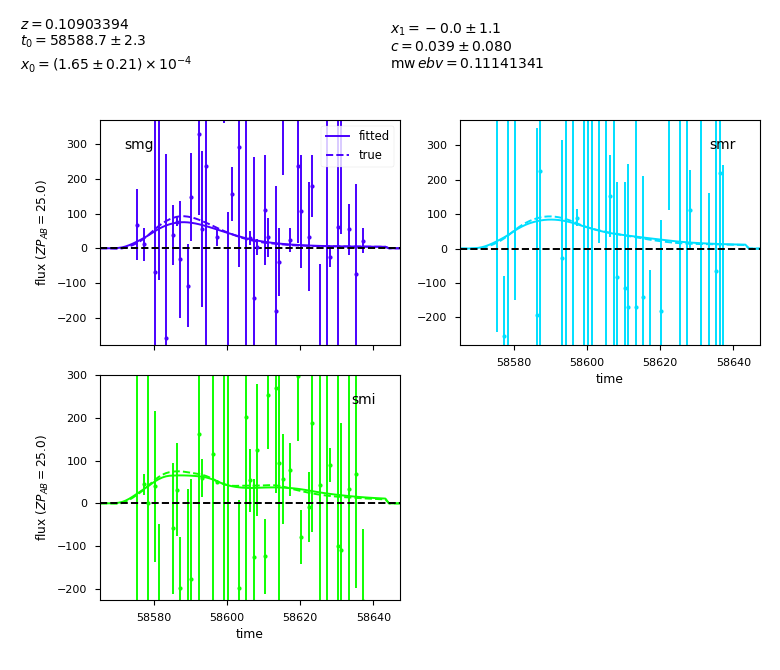 z = 0.10903394
t₀ = 58588.7 ± 2.3
x₀ = (1.65 ± 0.21) × 10⁻⁴
x₁ = −0.0 ± 1.1
c = 0.039 ± 0.080
mw ebv = 0.11141341
smg
fitted
true
300
200
100
0
−100
−200
flux (ZP_AB = 25.0)
smr
300
200
100
0
−100
−200
58580 58600 58620 58640
time
smi
300
200
100
0
−100
−200
flux (ZP_AB = 25.0)
58580 58600 58620 58640
time